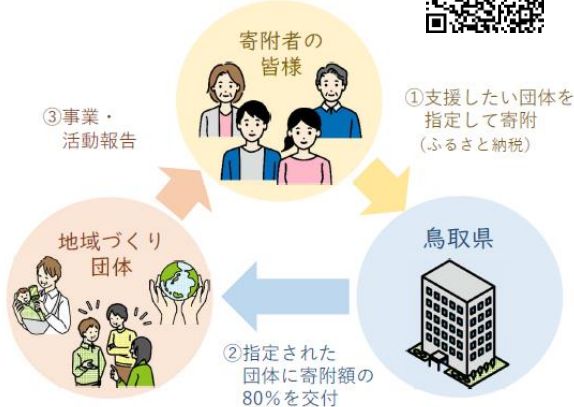 寄附者の
皆様
①支援したい団体を
指定して寄附
(ふるさと納税)
③事業・
活動報告
地域づくり
団体
鳥取県
②指定された
団体に寄附額の
80%を交付